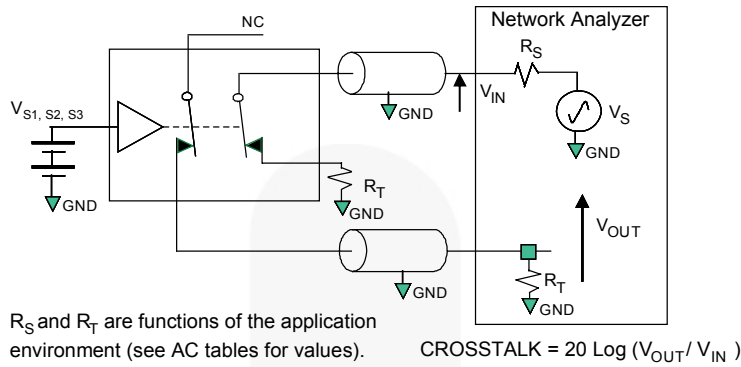 Network Analyzer
NC
R_S
V_IN
V_S
GND
GND
V_S1, S2, S3
GND
R_T
GND
V_OUT
GND
R_T
GND
R_S and R_T are functions of the application
environment (see AC tables for values).
CROSSTALK = 20 Log (V_OUT/ V_IN )